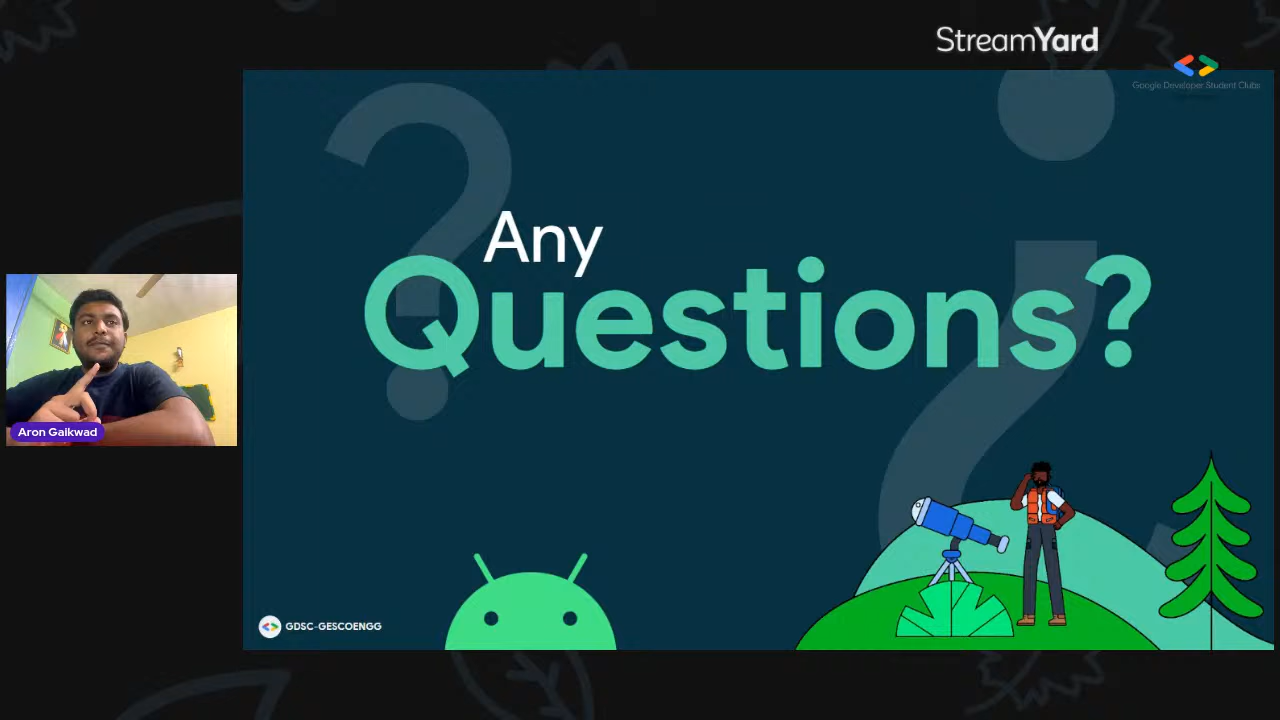 StreamYard
Google Developer Student Clubs
Any
Questions?
Aron Gaikwad
GDSC-GESCOENGG